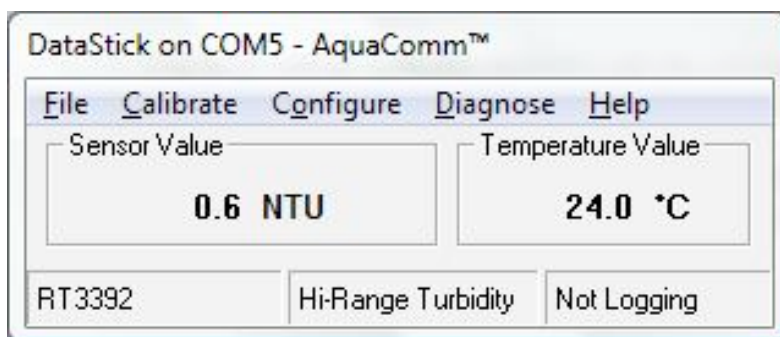 DataStick on COM5 - AquaComm™
File Calibrate Configure Diagnose Help
Sensor Value Temperature Value
0.6 NTU 24.0 °C
RT3392 Hi-Range Turbidity Not Logging